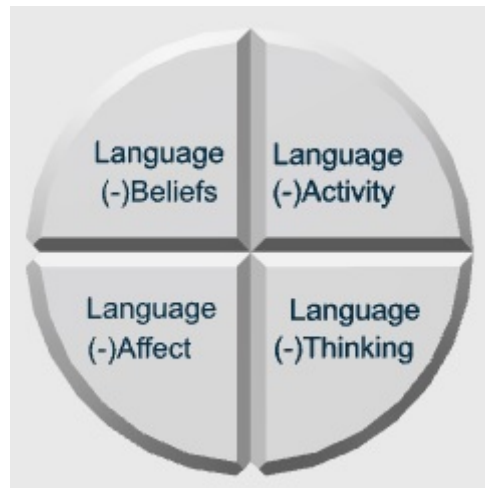 Language
(-)Beliefs
Language
(-)Activity
Language
(-)Affect
Language
(-)Thinking